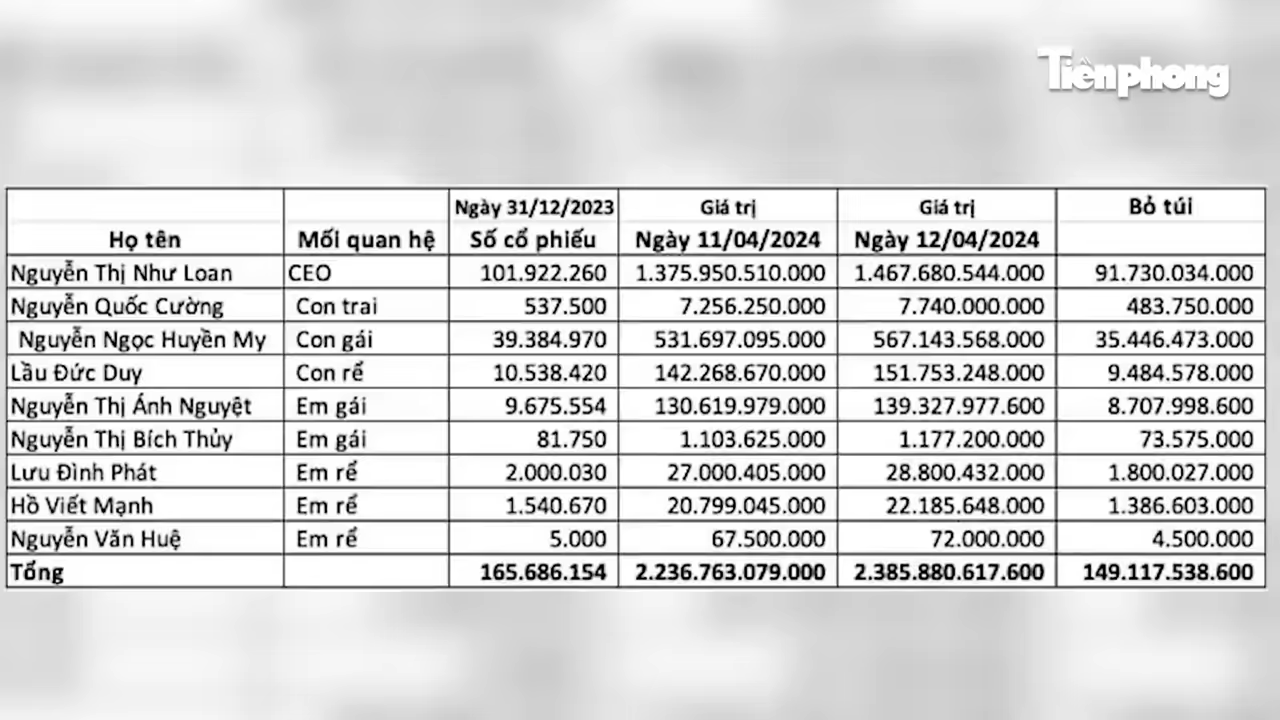 Tiền phong
Ngày 31/12/2023 Giá trị Giá trị Bỏ túi
Họ tên Mối quan hệ Số cổ phiếu Ngày 11/04/2024 Ngày 12/04/2024
Nguyễn Thị Như Loan CEO 101.922.260 1.375.950.510.000 1.467.680.544.000 91.730.034.000
Nguyễn Quốc Cường Con trai 537.500 7.256.250.000 7.740.000.000 483.750.000
Nguyễn Ngọc Huyền My Con gái 39.384.970 531.697.095.000 567.143.568.000 35.446.473.000
Lầu Đức Duy Con rể 10.538.420 142.268.670.000 151.753.248.000 9.484.578.000
Nguyễn Thị Ánh Nguyệt Em gái 9.675.554 130.619.979.000 139.327.977.600 8.707.998.600
Nguyễn Thị Bích Thủy Em gái 81.750 1.103.625.000 1.177.200.000 73.575.000
Lưu Đình Phát Em rể 2.000.030 27.000.405.000 28.800.432.000 1.800.027.000
Hồ Viết Mạnh Em rể 1.540.670 20.799.045.000 22.185.648.000 1.386.603.000
Nguyễn Văn Huệ Em rể 5.000 67.500.000 72.000.000 4.500.000
Tổng 165.686.154 2.236.763.079.000 2.385.880.617.600 149.117.538.600